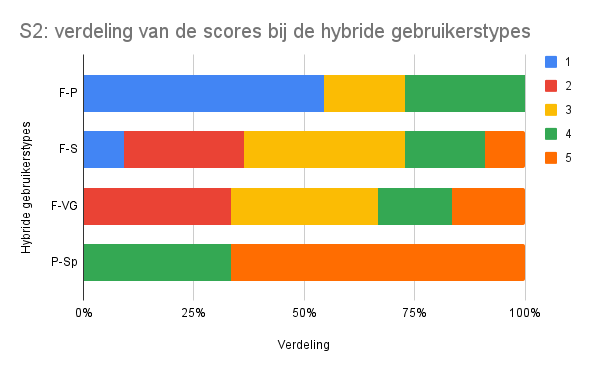 S2: verdeling van de scores bij de hybride gebruikerstypes
1
2
3
4
5
Hybride gebruikerstypes
F-P
F-S
F-VG
P-Sp
0%
25%
50%
75%
100%
Verdeling